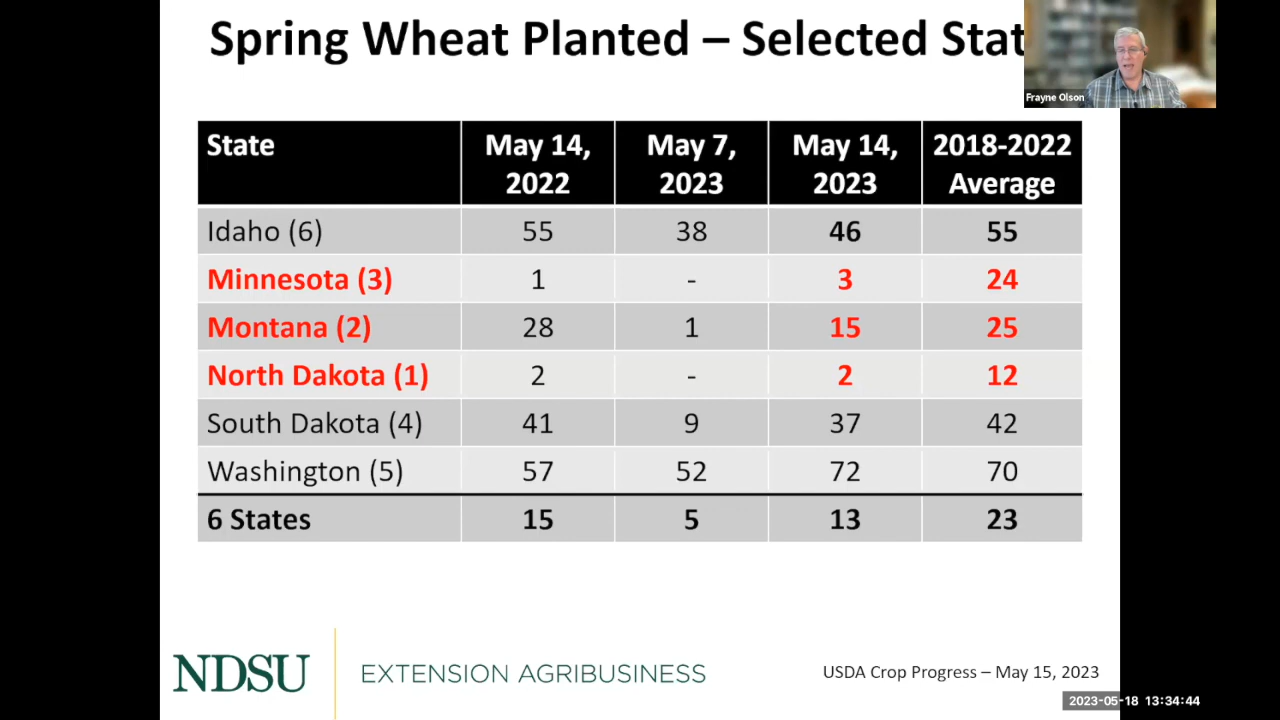 Spring Wheat Planted – Selected Stat
Frayne Olson
State May 14, 2022 May 7, 2023 May 14, 2023 2018-2022 Average
Idaho (6) 55 38 46 55
Minnesota (3) 1 - 3 24
Montana (2) 28 1 15 25
North Dakota (1) 2 - 2 12
South Dakota (4) 41 9 37 42
Washington (5) 57 52 72 70
6 States 15 5 13 23
NDSU EXTENSION AGRIBUSINESS
USDA Crop Progress – May 15, 2023
2023-05-18 13:34:44